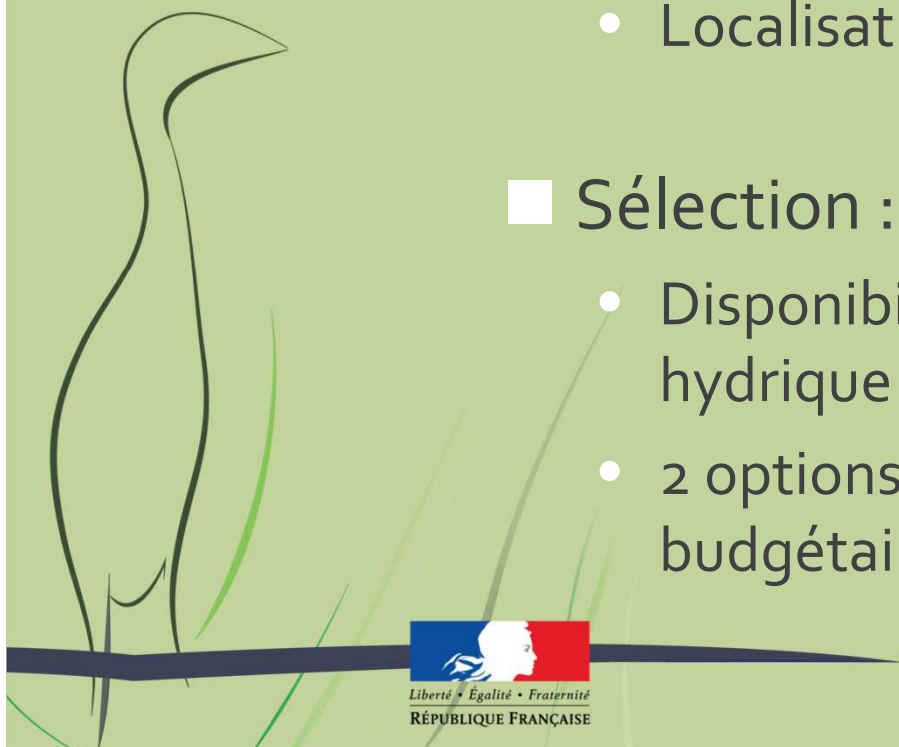 • Localisat
Sélection :
• Disponibi
hydrique
• 2 options
budgétai
Liberté • Égalité • Fraternité
RÉPUBLIQUE FRANÇAISE